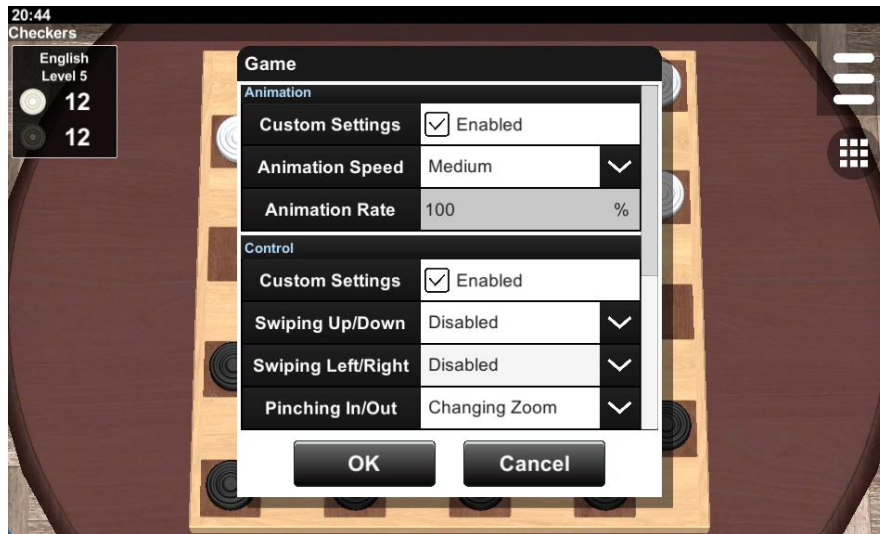 20:44
Checkers
English
Level 5
12
12
Game
Animation
Custom Settings Enabled
Animation Speed Medium
Animation Rate 100 %
Control
Custom Settings Enabled
Swiping Up/Down Disabled
Swiping Left/Right Disabled
Pinching In/Out Changing Zoom
OK Cancel